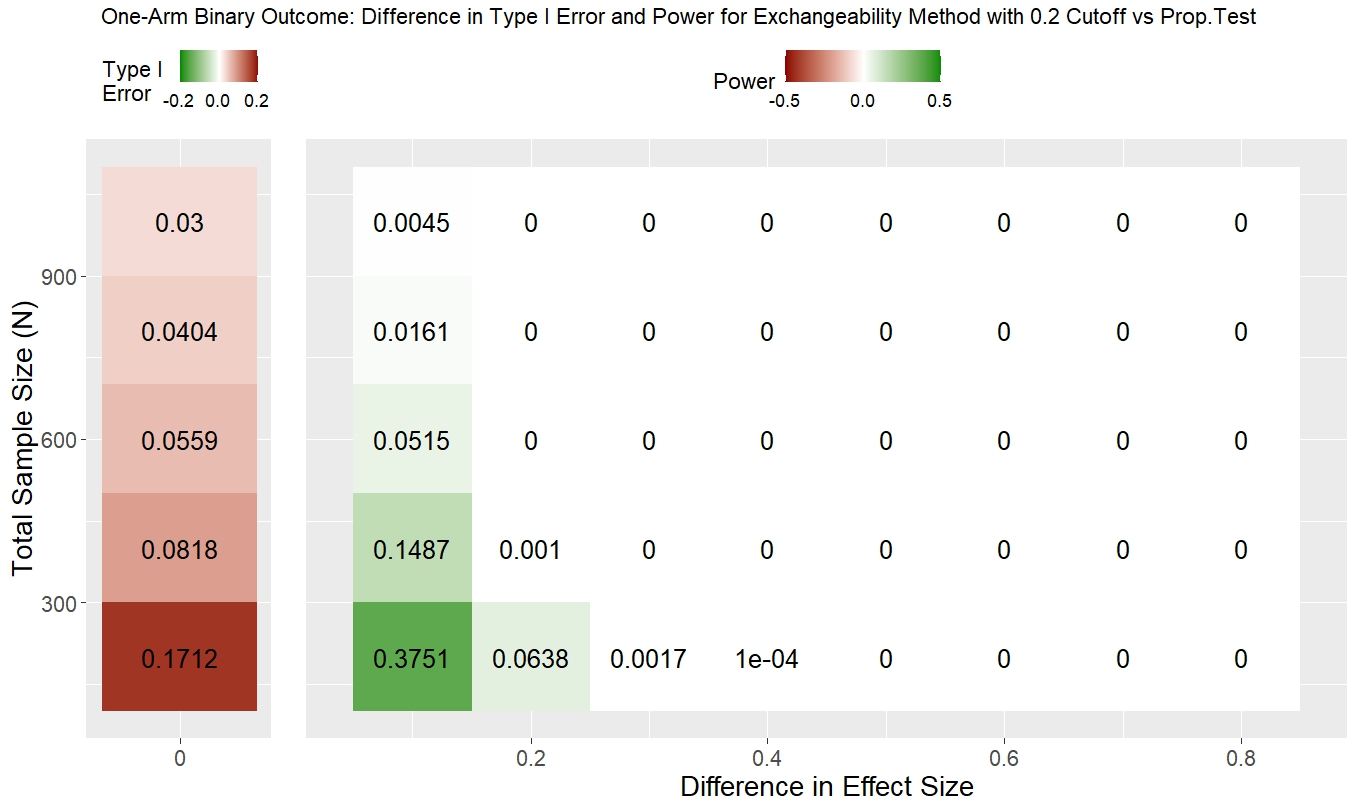 One-Arm Binary Outcome: Difference in Type I Error and Power for Exchangeability Method with 0.2 Cutoff vs Prop.Test
Type I
Error
-0.2 0.0 0.2
Power
-0.5 0.0 0.5
Total Sample Size (N)
0.03 0.0045 0 0 0 0 0 0 0
900
0.0404 0.0161 0 0 0 0 0 0 0
600
0.0559 0.0515 0 0 0 0 0 0 0
0.0818 0.1487 0.001 0 0 0 0 0 0
300
0.1712 0.3751 0.0638 0.0017 1e-04 0 0 0 0
0 0.2 0.4 0.6 0.8
Difference in Effect Size